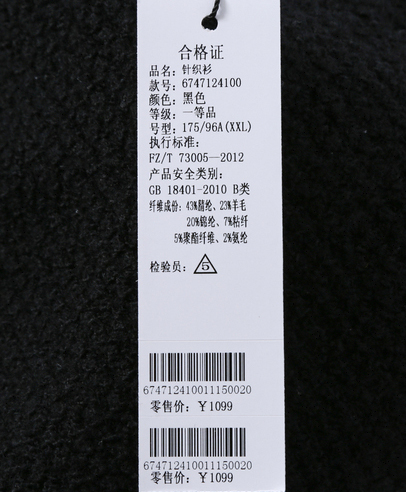 合格证
品名: 针织衫
款号: 6747124100
颜色: 黑色
等级: 一等品
号型: 175/96A(XXL)
执行标准:
FZ/T 73005—2012
产品安全类别:
GB 18401-2010 B类
纤维成份: 43%腈纶、23%羊毛
20%锦纶、7%粘纤
5%聚酯纤维、2%氨纶
检验员: 5
674712410011150020
零售价: ¥1099
674712410011150020
零售价: ¥1099